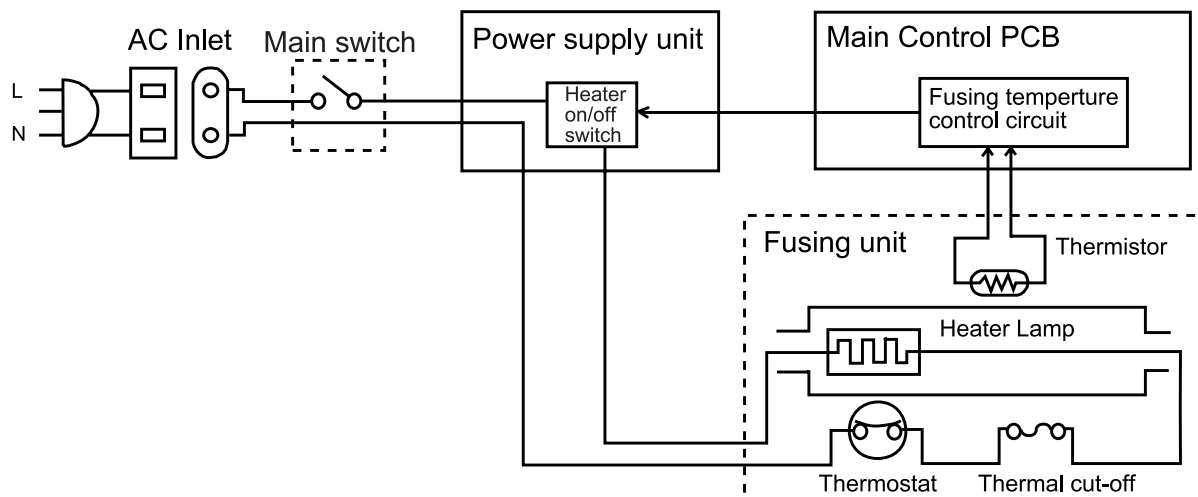 AC Inlet
Main switch
Power supply unit
Main Control PCB
L
N
Heater
on/off
switch
Fusing temperture
control circuit
Fusing unit
Thermistor
Heater Lamp
Thermostat
Thermal cut-off